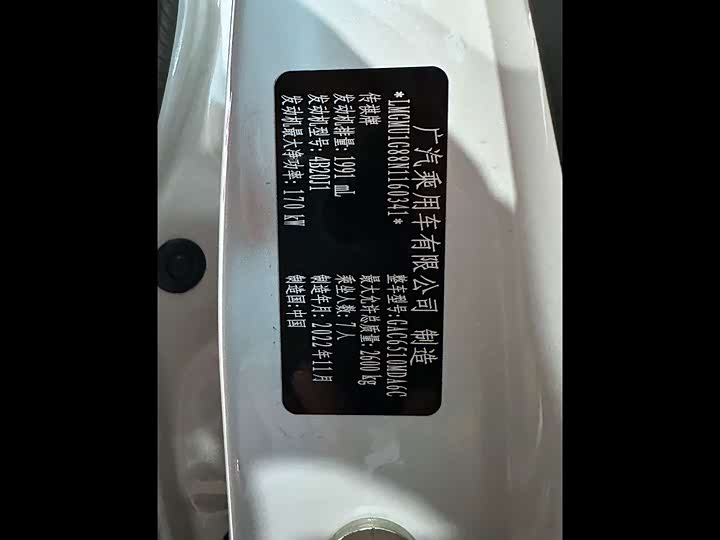 广汽乘用车有限公司 制造
*LMGMU1G88N1160341*
整车型号:GAC6510MDA6C
传祺牌
最大允许总质量:2600 kg
发动机排量:1991 mL
乘坐人数:7人
发动机型号:4B20J1
制造年月:2022年11月
发动机最大净功率:170 kW
制造国:中国